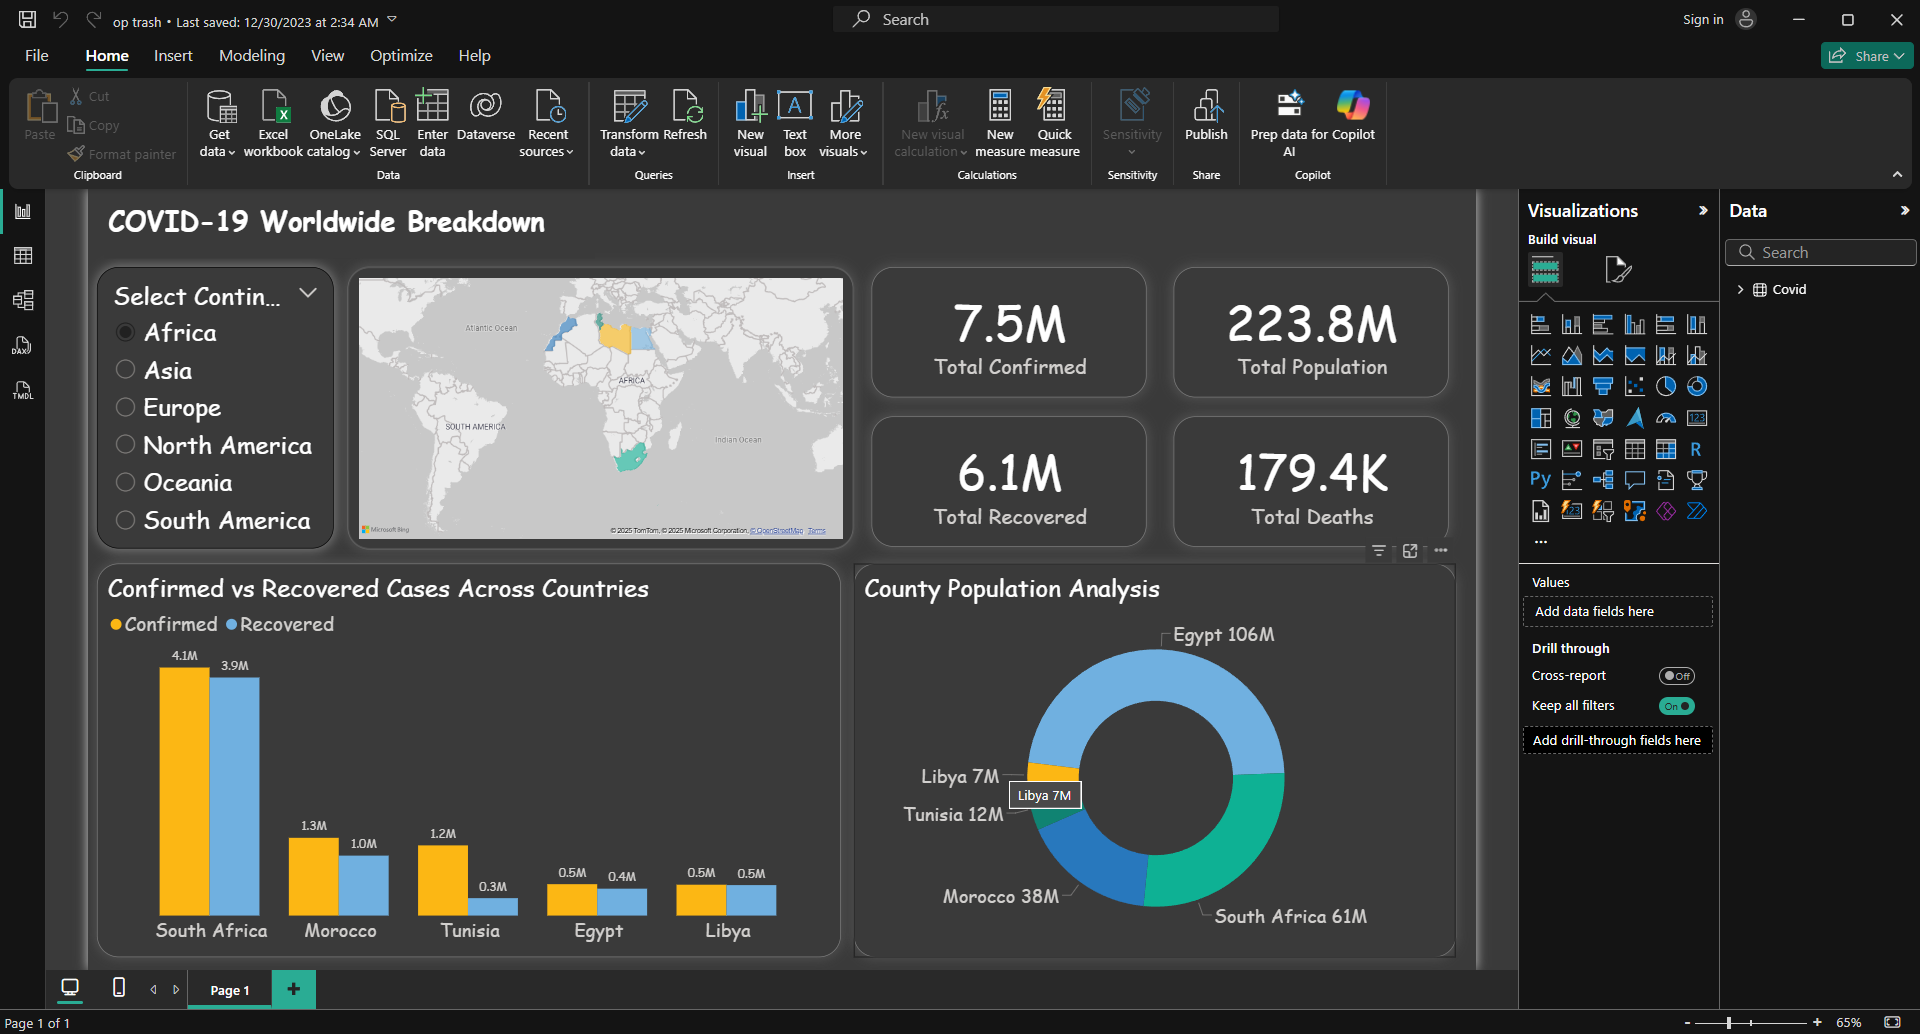 op trash • Last saved: 12/30/2023 at 2:34 AM
Search
Sign in
File Home Insert Modeling View Optimize Help
Share
Paste
Cut
Copy
Format painter
Clipboard
Get data
Excel workbook
OneLake catalog
SQL Server
Enter data
Dataverse
Recent sources
Data
Transform data
Refresh
Queries
New visual
Text box
More visuals
Insert
New visual calculation
New measure
Quick measure
Calculations
Sensitivity
Sensitivity
Publish
Share
Prep data for AI
Copilot
Copilot
DAX
TMDL
COVID-19 Worldwide Breakdown
Select Contin...
Africa
Asia
Europe
North America
Oceania
South America
Atlantic Ocean
AFRICA
SOUTH AMERICA
Indian Ocean
Microsoft Bing
© 2025 TomTom, © 2025 Microsoft Corporation, © OpenStreetMap Terms
7.5M
Total Confirmed
223.8M
Total Population
6.1M
Total Recovered
179.4K
Total Deaths
Confirmed vs Recovered Cases Across Countries
Confirmed Recovered
4.1M
3.9M
1.3M
1.0M
1.2M
0.3M
0.5M
0.4M
0.5M
0.5M
South Africa Morocco Tunisia Egypt Libya
County Population Analysis
Egypt 106M
Libya 7M
Libya 7M
Tunisia 12M
Morocco 38M
South Africa 61M
Visualizations
Build visual
123
R
Py
123
...
Values
Add data fields here
Drill through
Cross-report
Off
Keep all filters
On
Add drill-through fields here
Data
Search
Covid
Page 1
+
Page 1 of 1
- + 65%